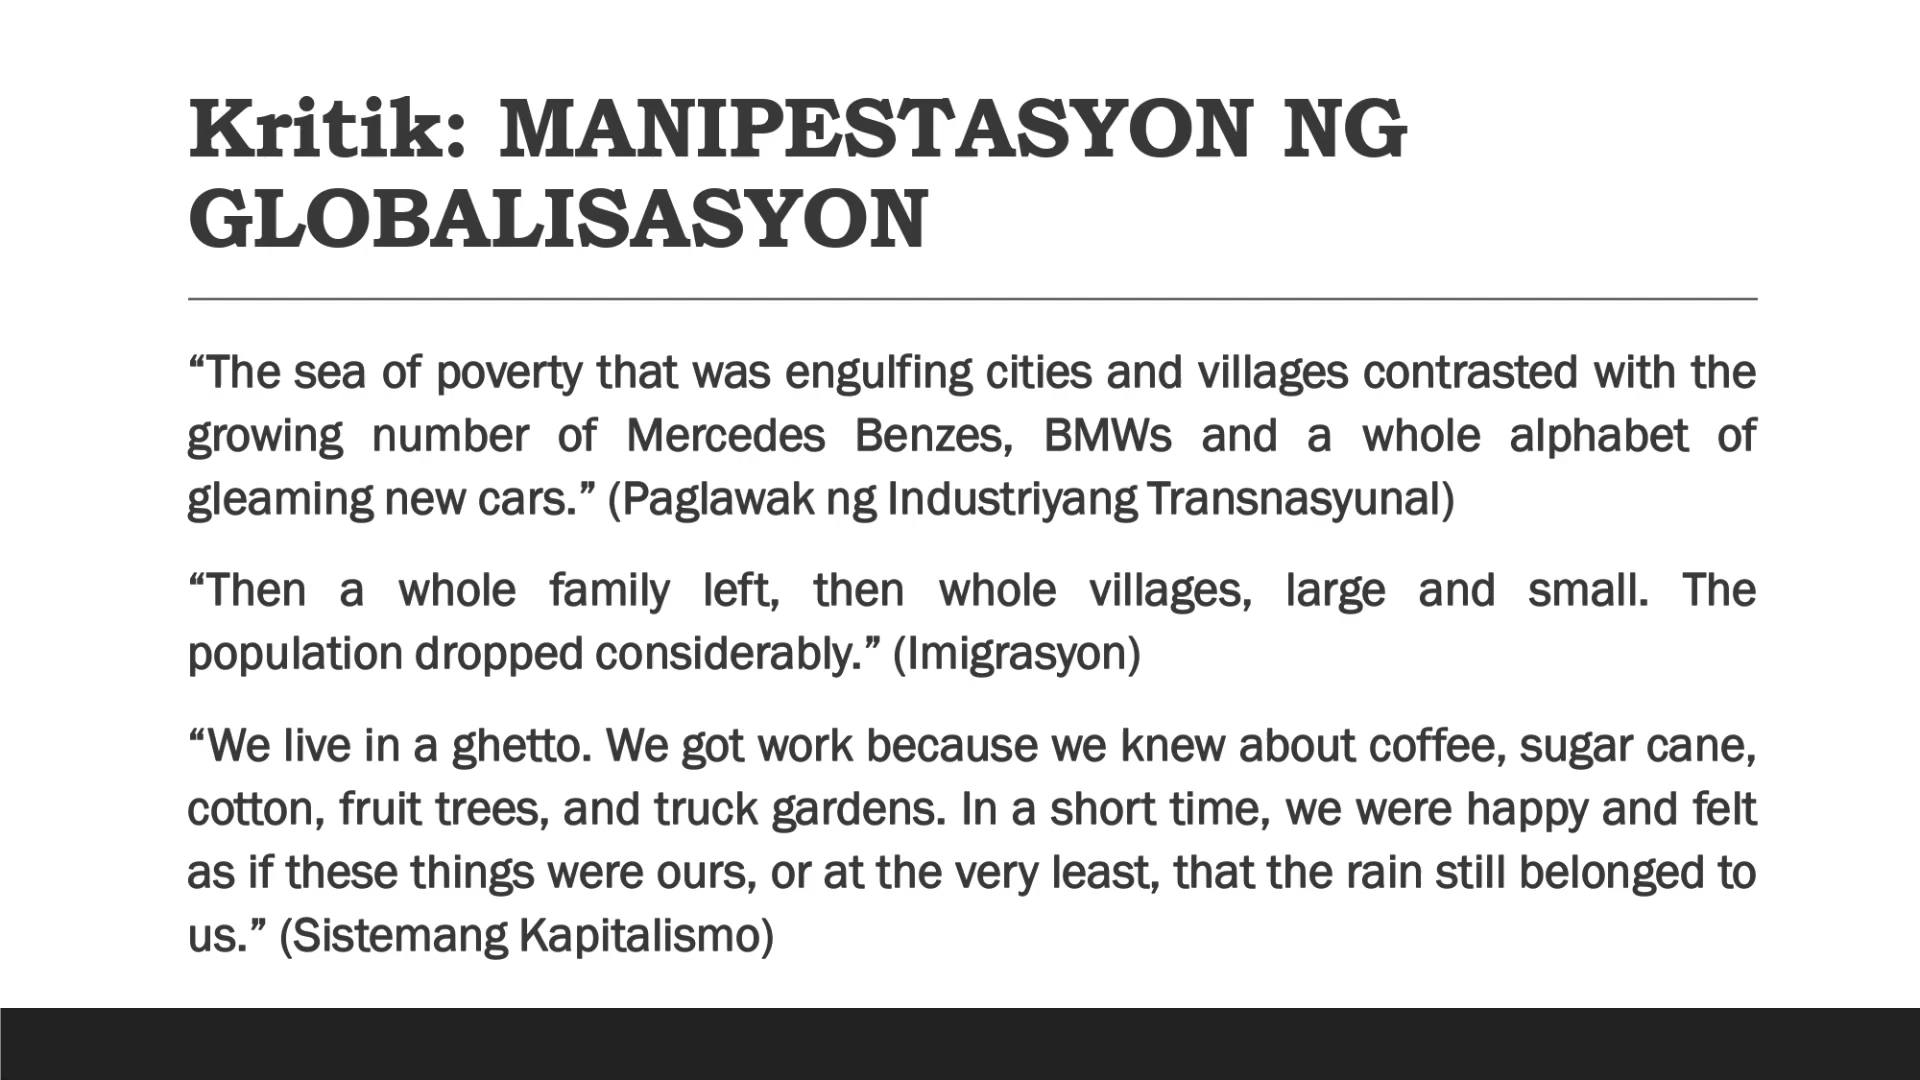 Kritik: MANIPESTASYON NG
GLOBALISASYON
“The sea of poverty that was engulfing cities and villages contrasted with the
growing number of Mercedes Benzes, BMWs and a whole alphabet of
gleaming new cars.” (Paglawak ng Industriyang Transnasyunal)
“Then a whole family left, then whole villages, large and small. The
population dropped considerably.” (Imigrasyon)
“We live in a ghetto. We got work because we knew about coffee, sugar cane,
cotton, fruit trees, and truck gardens. In a short time, we were happy and felt
as if these things were ours, or at the very least, that the rain still belonged to
us.” (Sistemang Kapitalismo)